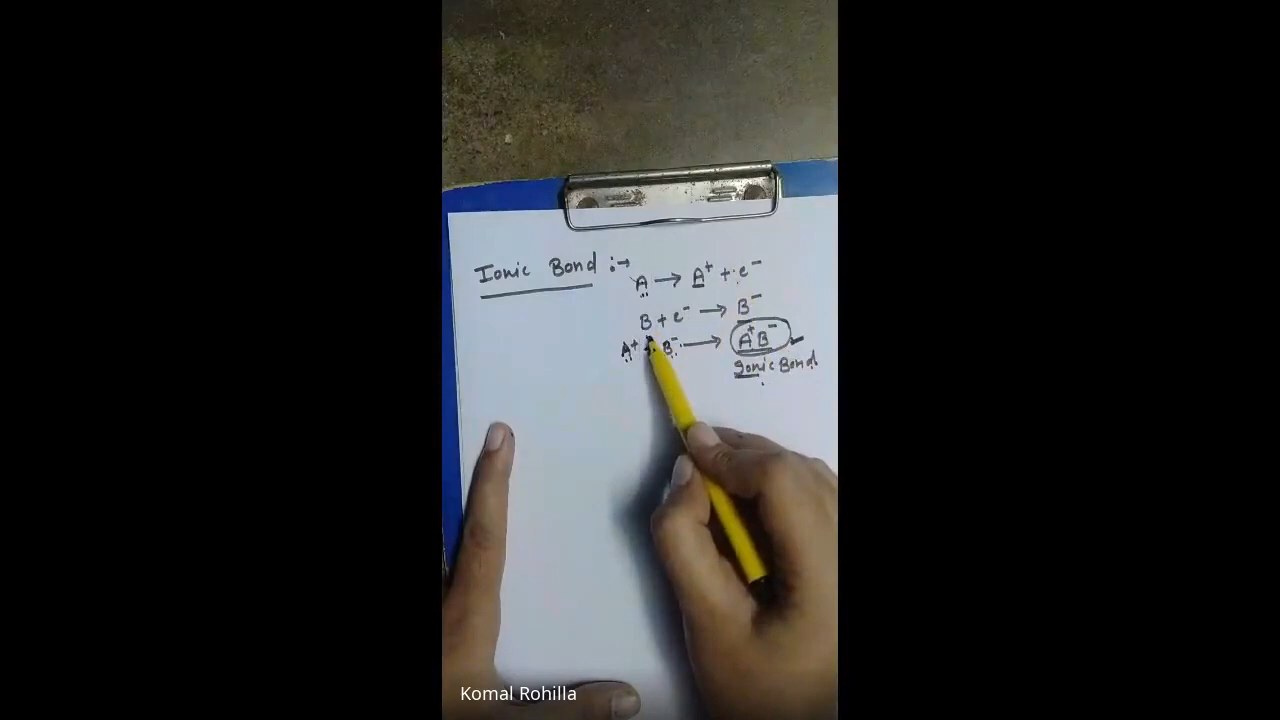 Ionic Bond :→
A → A⁺ + e⁻
B + e⁻ → B⁻
A⁺ B⁻ → A⁺B⁻
Ionic Bond
Komal Rohilla